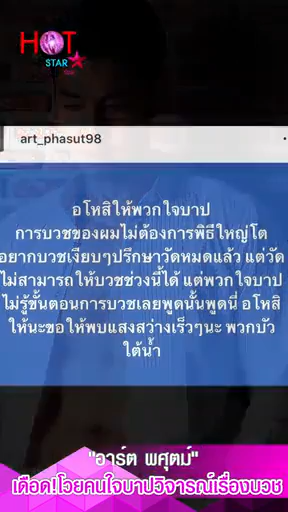 HOT
STAR
art_phasut98
อโหสิให้พวกใจบาป
การบวชของผมไม่ต้องการพิธีใหญ่โต
อยากบวชเงียบๆปรึกษาวัดหมดแล้ว แต่วัด
ไม่สามารถให้บวชช่วงนี้ได้ แต่พวกใจบาป
ไม่รู้ขั้นตอนการบวชเลยพูดนั้นพูดนี่ อโหสิ
ให้นะขอให้พบแสงสว่างเร็วๆนะ พวกบัว
ใต้น้ำ
"อาร์ต พศุตม์"
เดือด!โวยคนใจบาปวิจารณ์เรื่องบวช